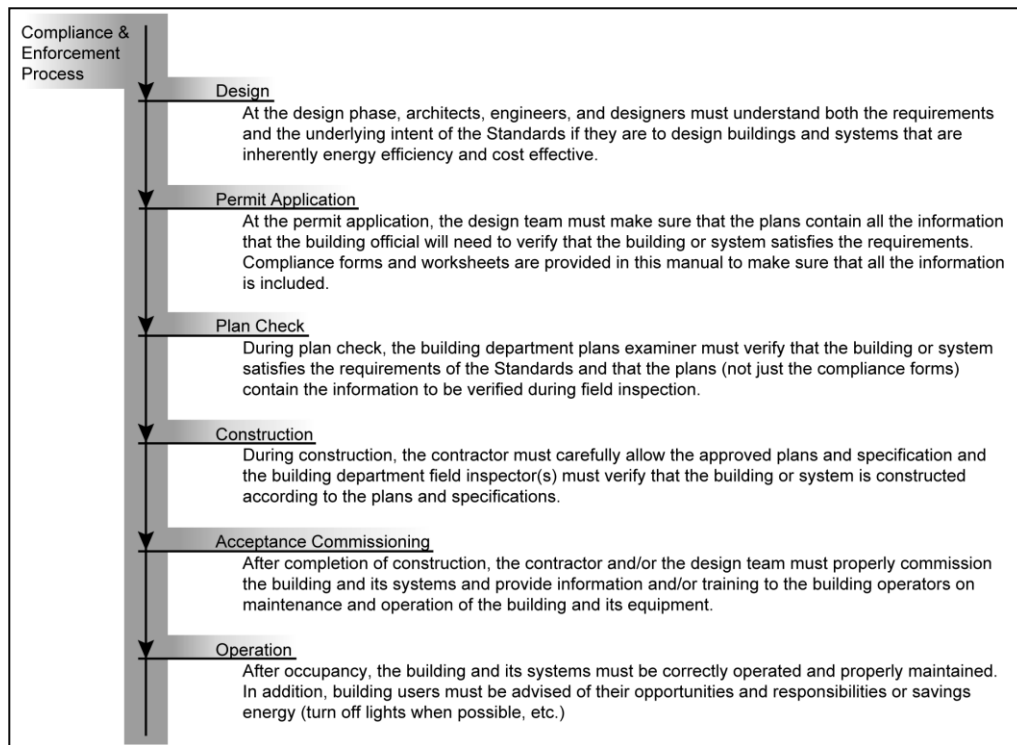 Compliance &
Enforcement
Process
Design
At the design phase, architects, engineers, and designers must understand both the requirements
and the underlying intent of the Standards if they are to design buildings and systems that are
inherently energy efficiency and cost effective.
Permit Application
At the permit application, the design team must make sure that the plans contain all the information
that the building official will need to verify that the building or system satisfies the requirements.
Compliance forms and worksheets are provided in this manual to make sure that all the information
is included.
Plan Check
During plan check, the building department plans examiner must verify that the building or system
satisfies the requirements of the Standards and that the plans (not just the compliance forms)
contain the information to be verified during field inspection.
Construction
During construction, the contractor must carefully allow the approved plans and specification and
the building department field inspector(s) must verify that the building or system is constructed
according to the plans and specifications.
Acceptance Commissioning
After completion of construction, the contractor and/or the design team must properly commission
the building and its systems and provide information and/or training to the building operators on
maintenance and operation of the building and its equipment.
Operation
After occupancy, the building and its systems must be correctly operated and properly maintained.
In addition, building users must be advised of their opportunities and responsibilities or savings
energy (turn off lights when possible, etc.)